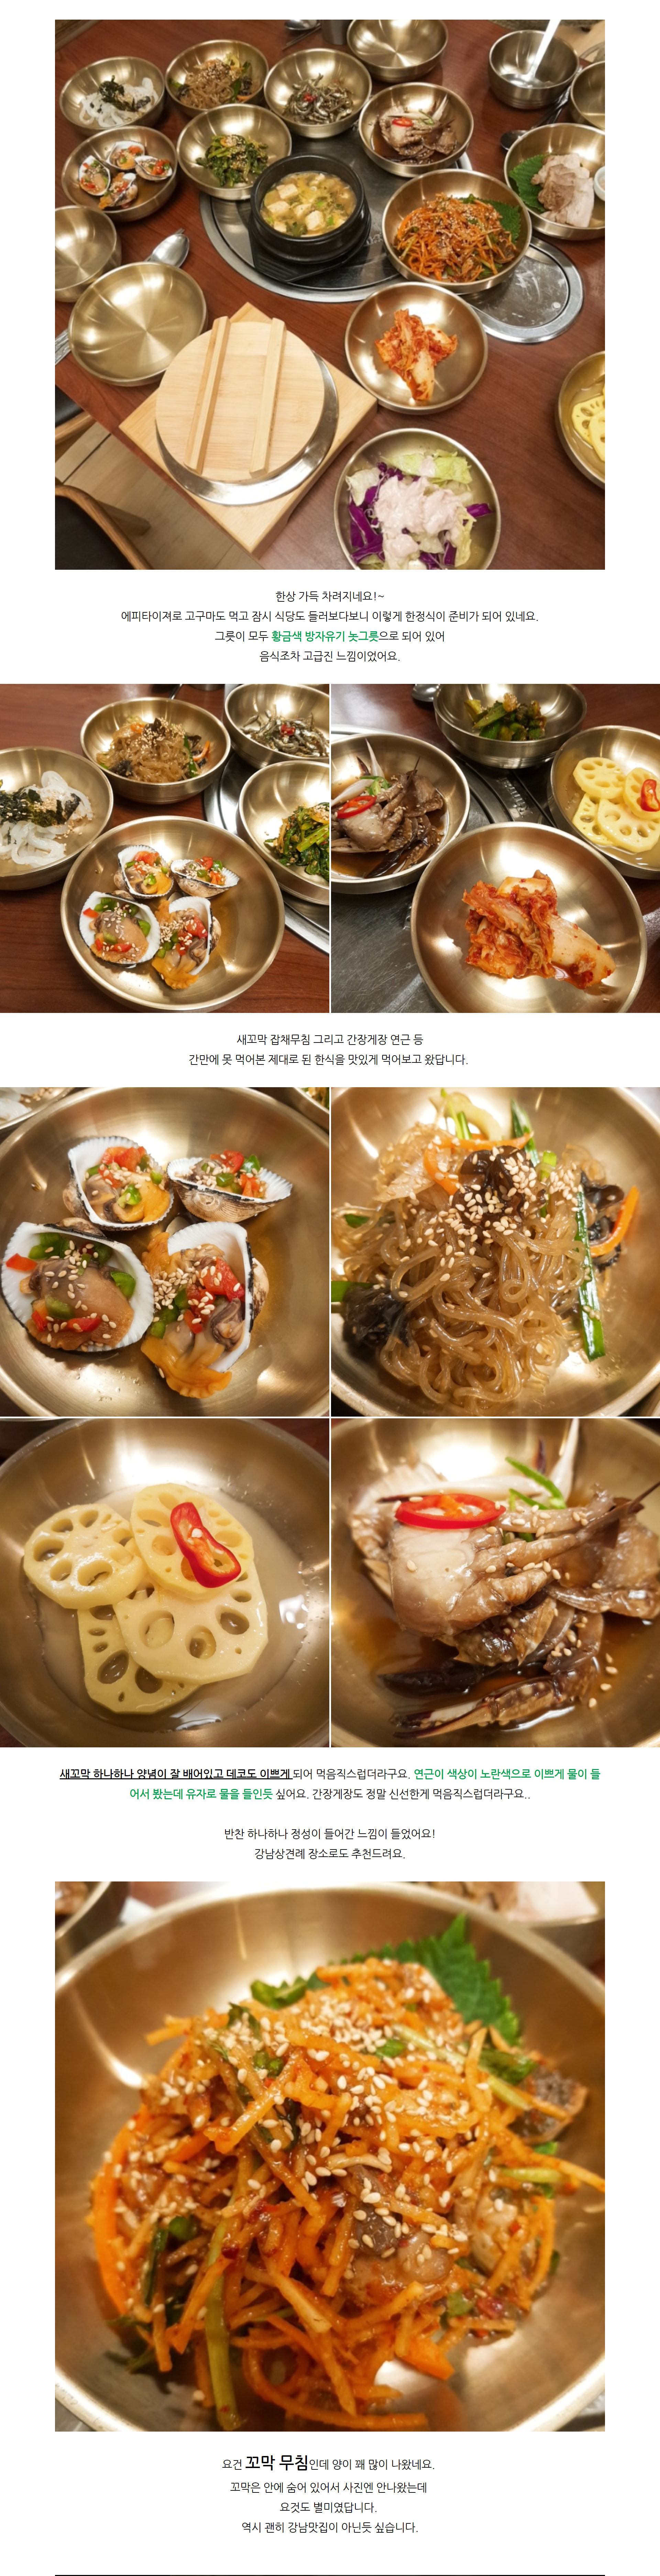 한상 가득 차려지네요!~
에피타이져로 고구마도 먹고 잠시 식당도 들러보다보니 이렇게 한정식이 준비가 되어 있네요.
그릇이 모두 황금색 방자유기 놋그릇으로 되어 있어
음식조차 고급진 느낌이었어요.
새꼬막 잡채무침 그리고 간장게장 연근 등
간만에 못 먹어본 제대로 된 한식을 맛있게 먹어보고 왔답니다.
새꼬막 하나하나 양념이 잘 배어있고 데코도 이쁘게 되어 먹음직스럽더라구요. 연근이 색상이 노란색으로 이쁘게 물이 들
어서 봤는데 유자로 물을 들인듯 싶어요. 간장게장도 정말 신선한게 먹음직스럽더라구요..
반찬 하나하나 정성이 들어간 느낌이 들었어요!
강남상견례 장소로도 추천드려요.
요건 꼬막 무침인데 양이 꽤 많이 나왔네요.
꼬막은 안에 숨어 있어서 사진엔 안나왔는데
요것도 별미였답니다.
역시 괜히 강남맛집이 아닌듯 싶습니다.